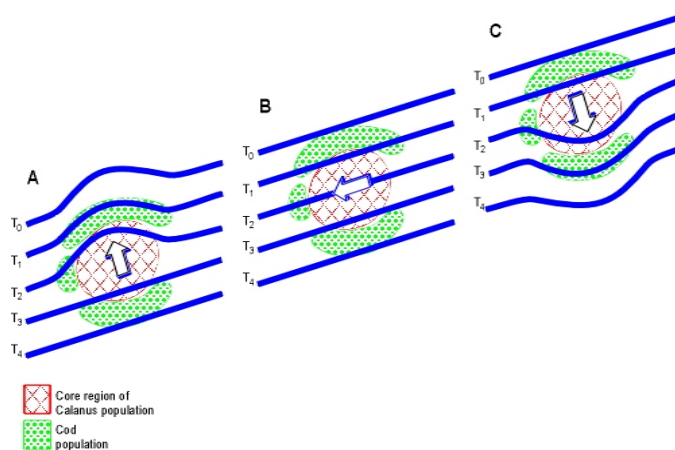 A
T0
T1
T2
T3
T4
B
T0
T1
T2
T3
T4
C
T0
T1
T2
T3
T4
Core region of
Calanus population
Cod
population